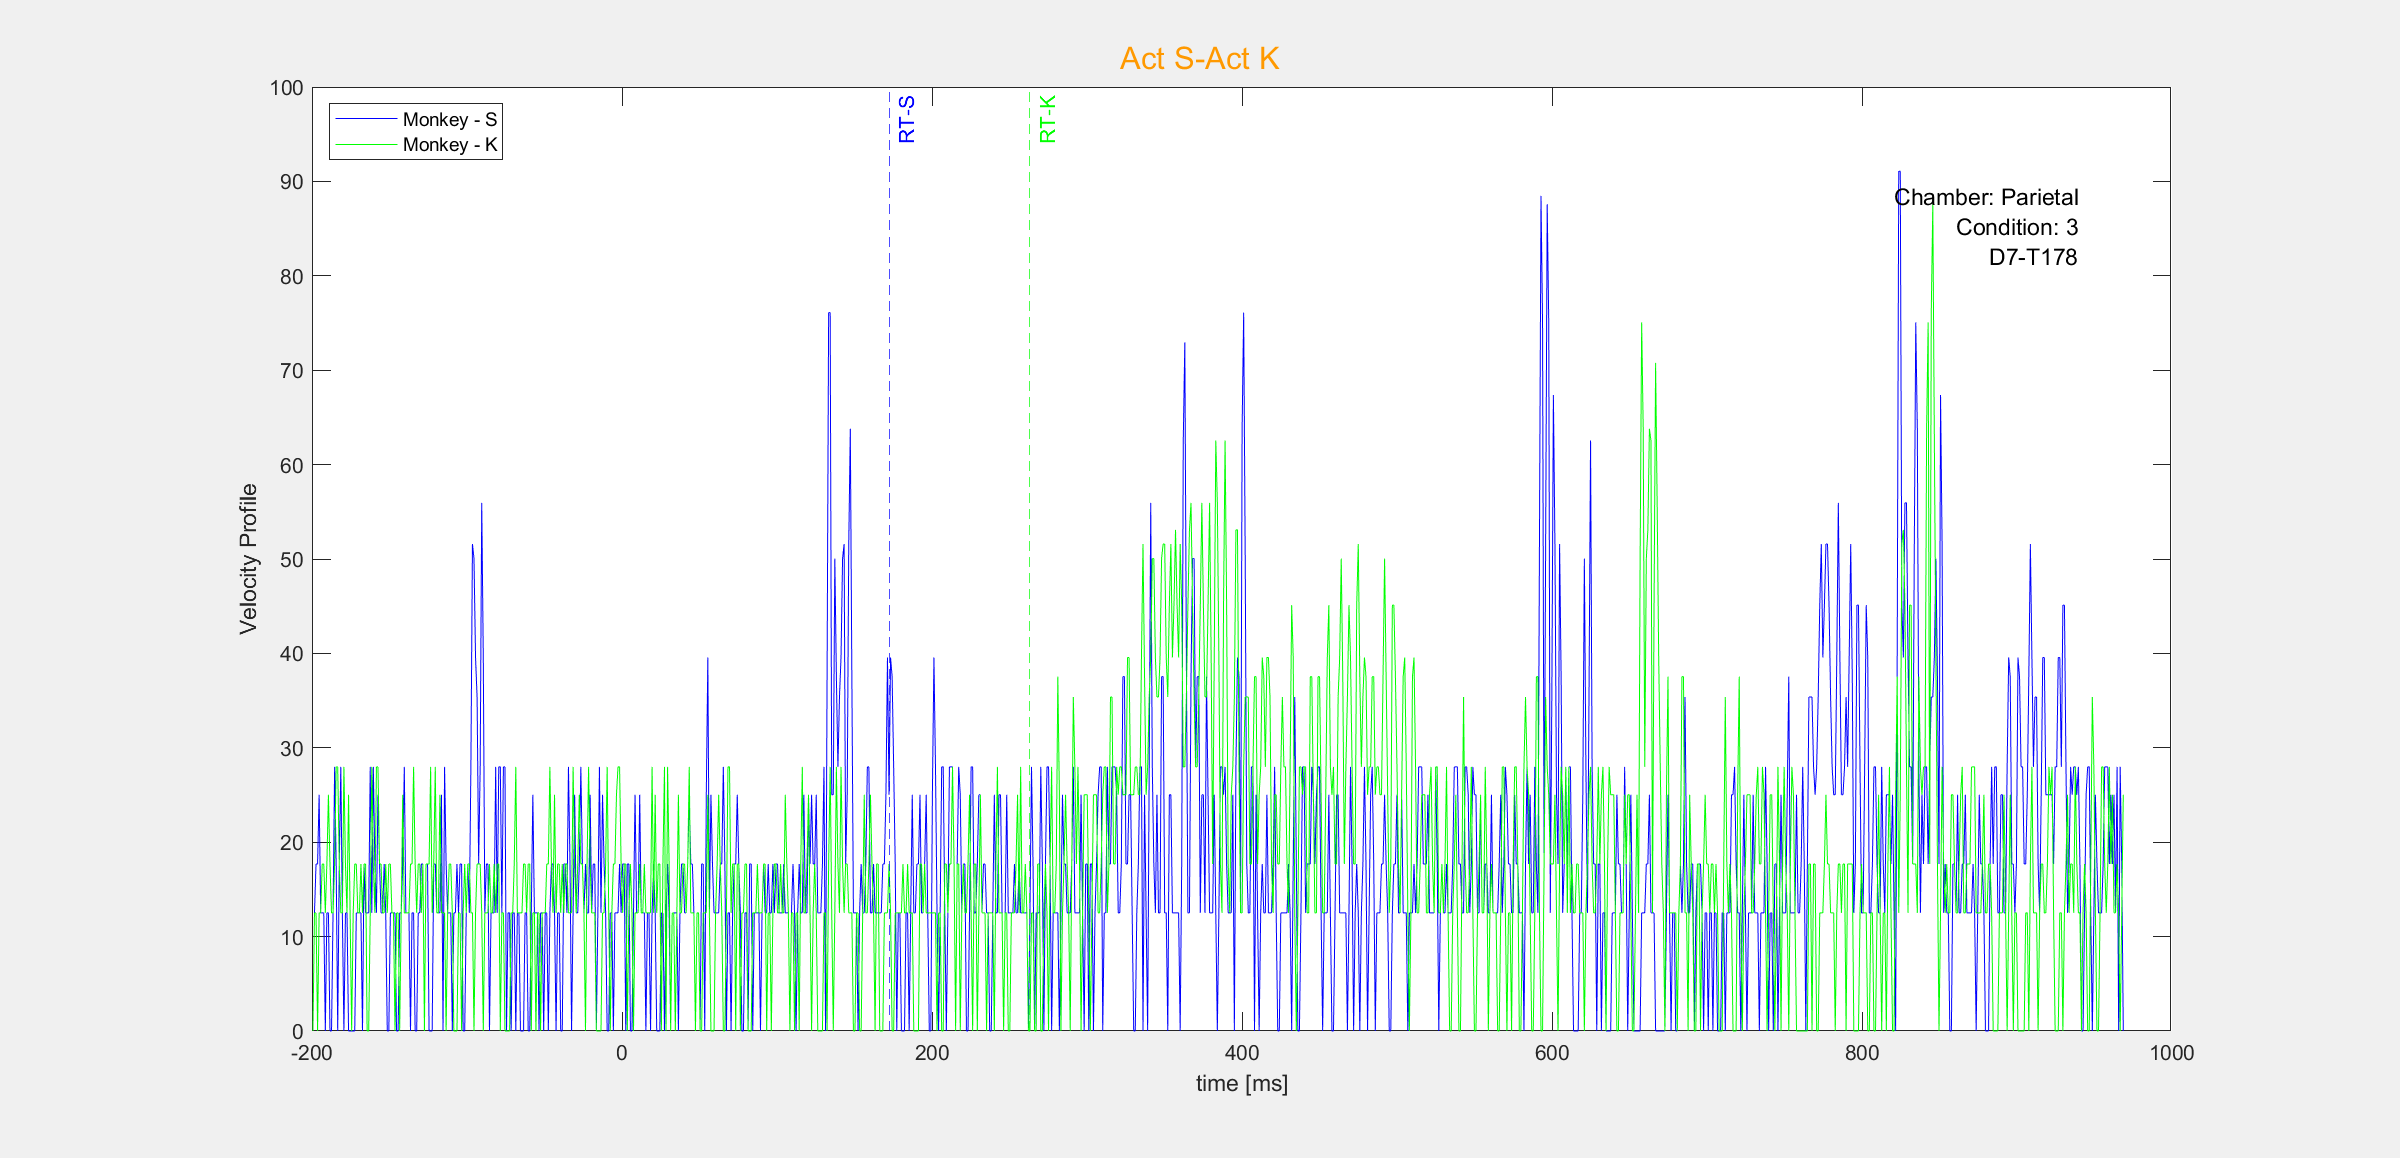 Act S-Act K
100
90
80
70
60
50
40
30
20
10
0
Velocity Profile
Monkey - S
Monkey - K
RT-S
RT-K
Chamber: Parietal
Condition: 3
D7-T178
-200
0
200
400
600
800
1000
time [ms]